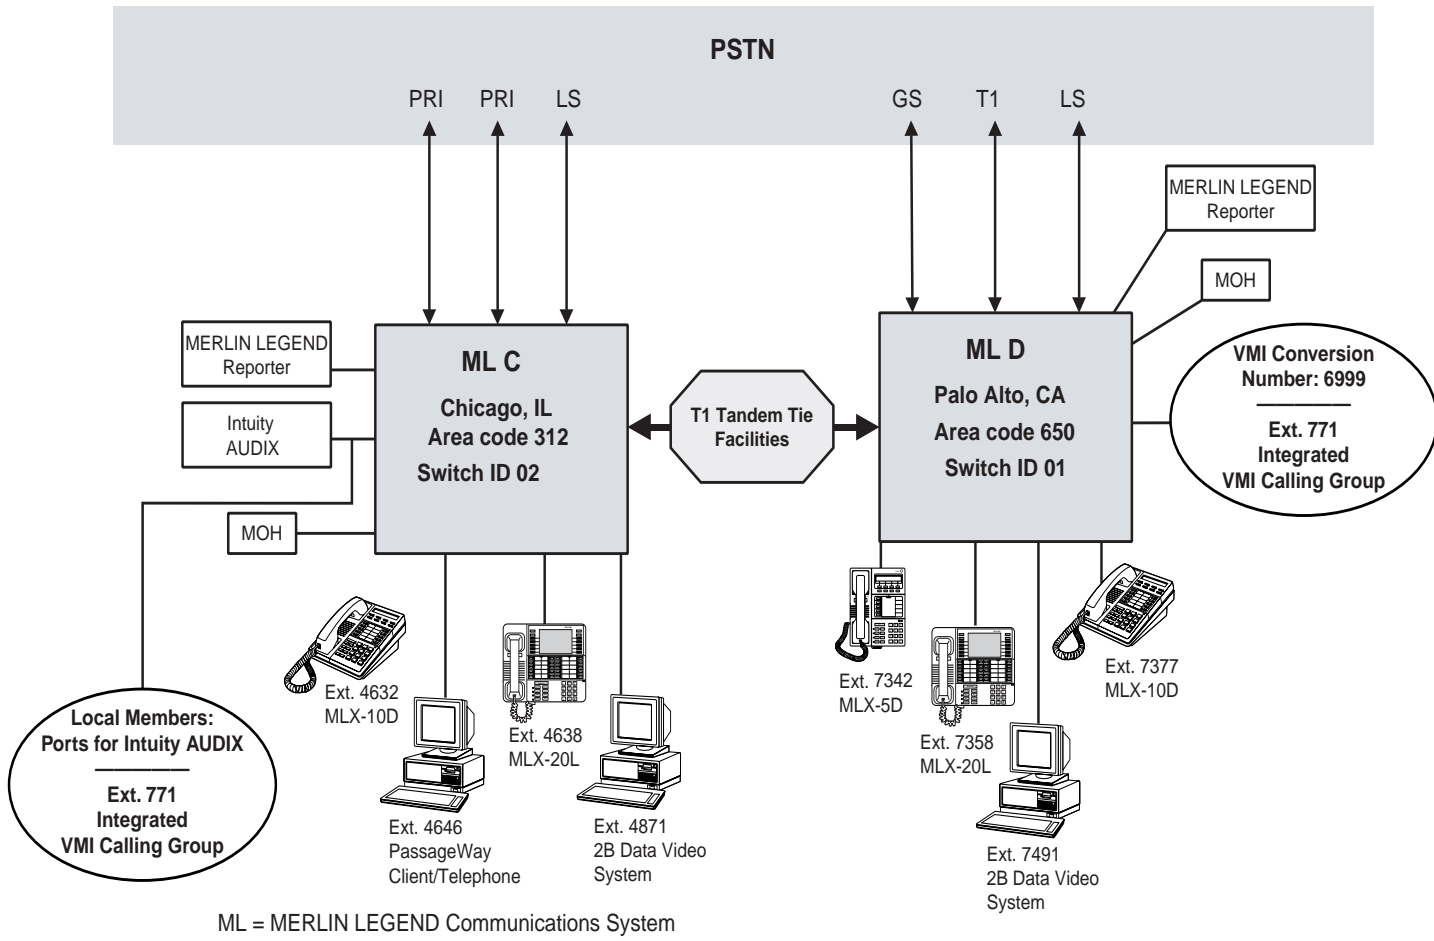 PSTN
PRI
PRI
LS
GS
T1
LS
MERLIN LEGEND
Reporter
MOH
MERLIN LEGEND
Reporter
Intuity
AUDIX
MOH
ML C
Chicago, IL
Area code 312
Switch ID 02
T1 Tandem Tie
Facilities
ML D
Palo Alto, CA
Area code 650
Switch ID 01
VMI Conversion
Number: 6999
Ext. 771
Integrated
VMI Calling Group
Local Members:
Ports for Intuity AUDIX
Ext. 771
Integrated
VMI Calling Group
Ext. 4632
MLX-10D
Ext. 4638
MLX-20L
Ext. 4646
PassageWay
Client/Telephone
Ext. 4871
2B Data Video
System
Ext. 7342
MLX-5D
Ext. 7358
MLX-20L
Ext. 7377
MLX-10D
Ext. 7491
2B Data Video
System
ML = MERLIN LEGEND Communications System